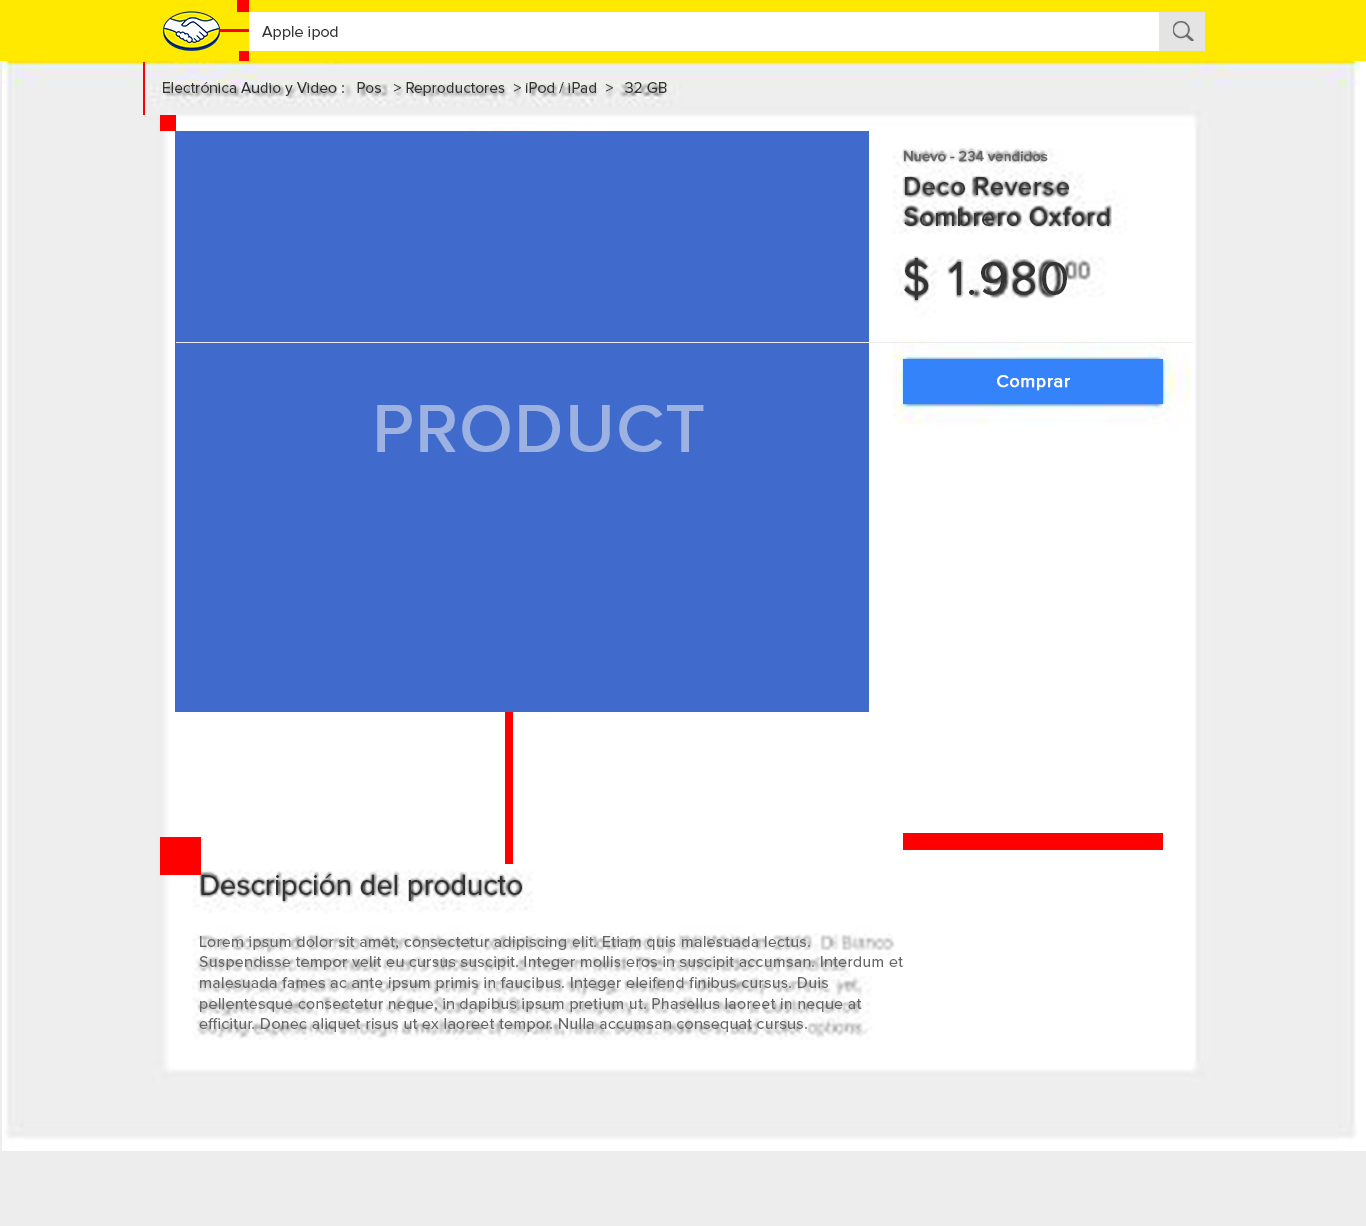 Apple ipod
Electrónica Audio y Video : Pos > Reproductores > iPod / iPad > 32 GB
Nuevo - 234 vendidos
Deco Reverse
Sombrero Oxford
$ 1.980 00
Comprar
PRODUCT
Descripción del producto
Lorem ipsum dolor sit amet, consectetur adipiscing elit. Etiam quis malesuada lectus. Di Bianco
Suspendisse tempor velit eu cursus suscipit. Integer mollis eros in suscipit accumsan. Interdum et
malesuada fames ac ante ipsum primis in faucibus. Integer eleifend finibus cursus. Duis yet,
pellentesque consectetur neque, in dapibus ipsum pretium ut. Phasellus laoreet in neque at
efficitur. Donec aliquet risus ut ex laoreet tempor. Nulla accumsan consequat cursus. options.